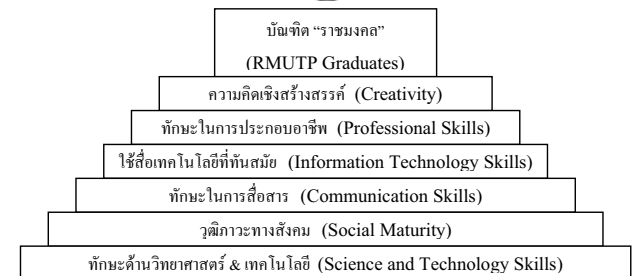 บัณฑิต “ราชมงคล”
(RMUTP Graduates)
ความคิดเชิงสร้างสรรค์ (Creativity)
ทักษะในการประกอบอาชีพ (Professional Skills)
ใช้สื่อเทคโนโลยีที่ทันสมัย (Information Technology Skills)
ทักษะในการสื่อสาร (Communication Skills)
วุฒิภาวะทางสังคม (Social Maturity)
ทักษะด้านวิทยาศาสตร์ & เทคโนโลยี (Science and Technology Skills)